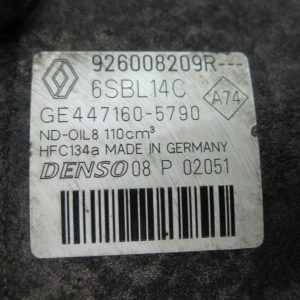 926008209R---
6SBL14C
A74
GE447160-5790
ND-OIL8 110cm³
HFC134a MADE IN GERMANY
DENSO 08 P 02051